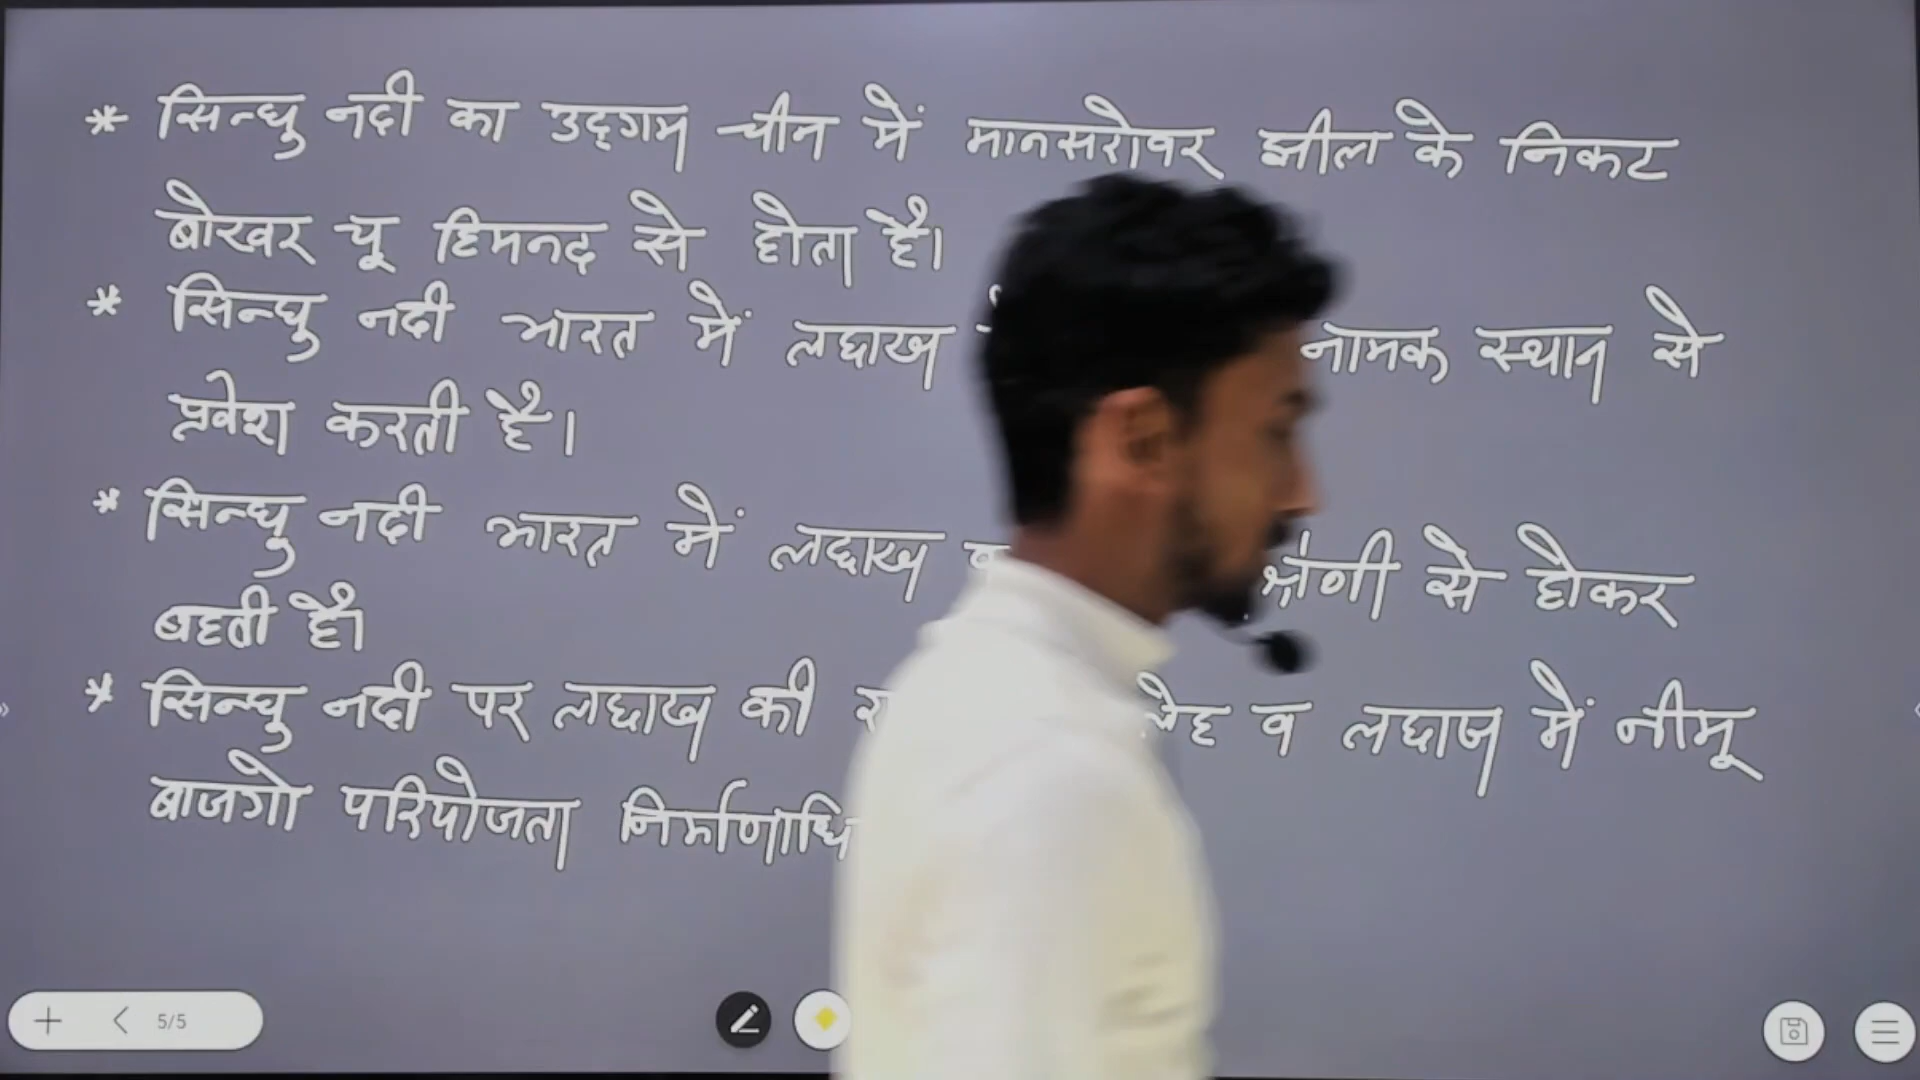 * सिन्धु नदी का उद्गम चीन में मानसरोवर झील के निकट
बोखर चू हिमनद से होता है।
* सिन्धु नदी भारत में लद्दाख नामक स्थान से
प्रवेश करती है।
* सिन्धु नदी भारत में लद्दाख श्रेणी से होकर
बहती है।
* सिन्धु नदी पर लद्दाख की व लद्दाख में नीमू
बाजगो परियोजना
5/5